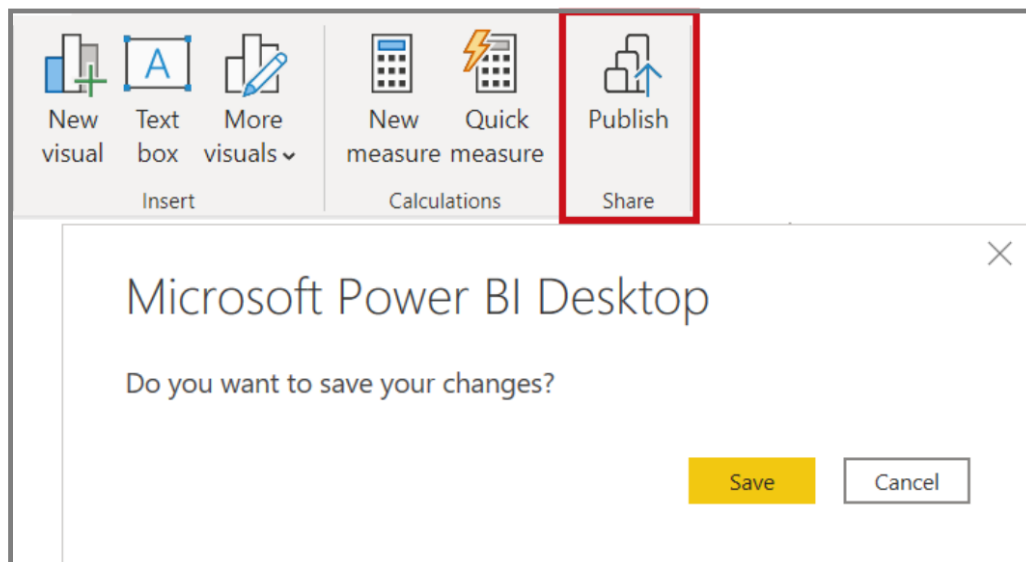 New visual
Text box
More visuals
New measure
Quick measure
Publish
Insert
Calculations
Share
Microsoft Power BI Desktop
Do you want to save your changes?
Save
Cancel